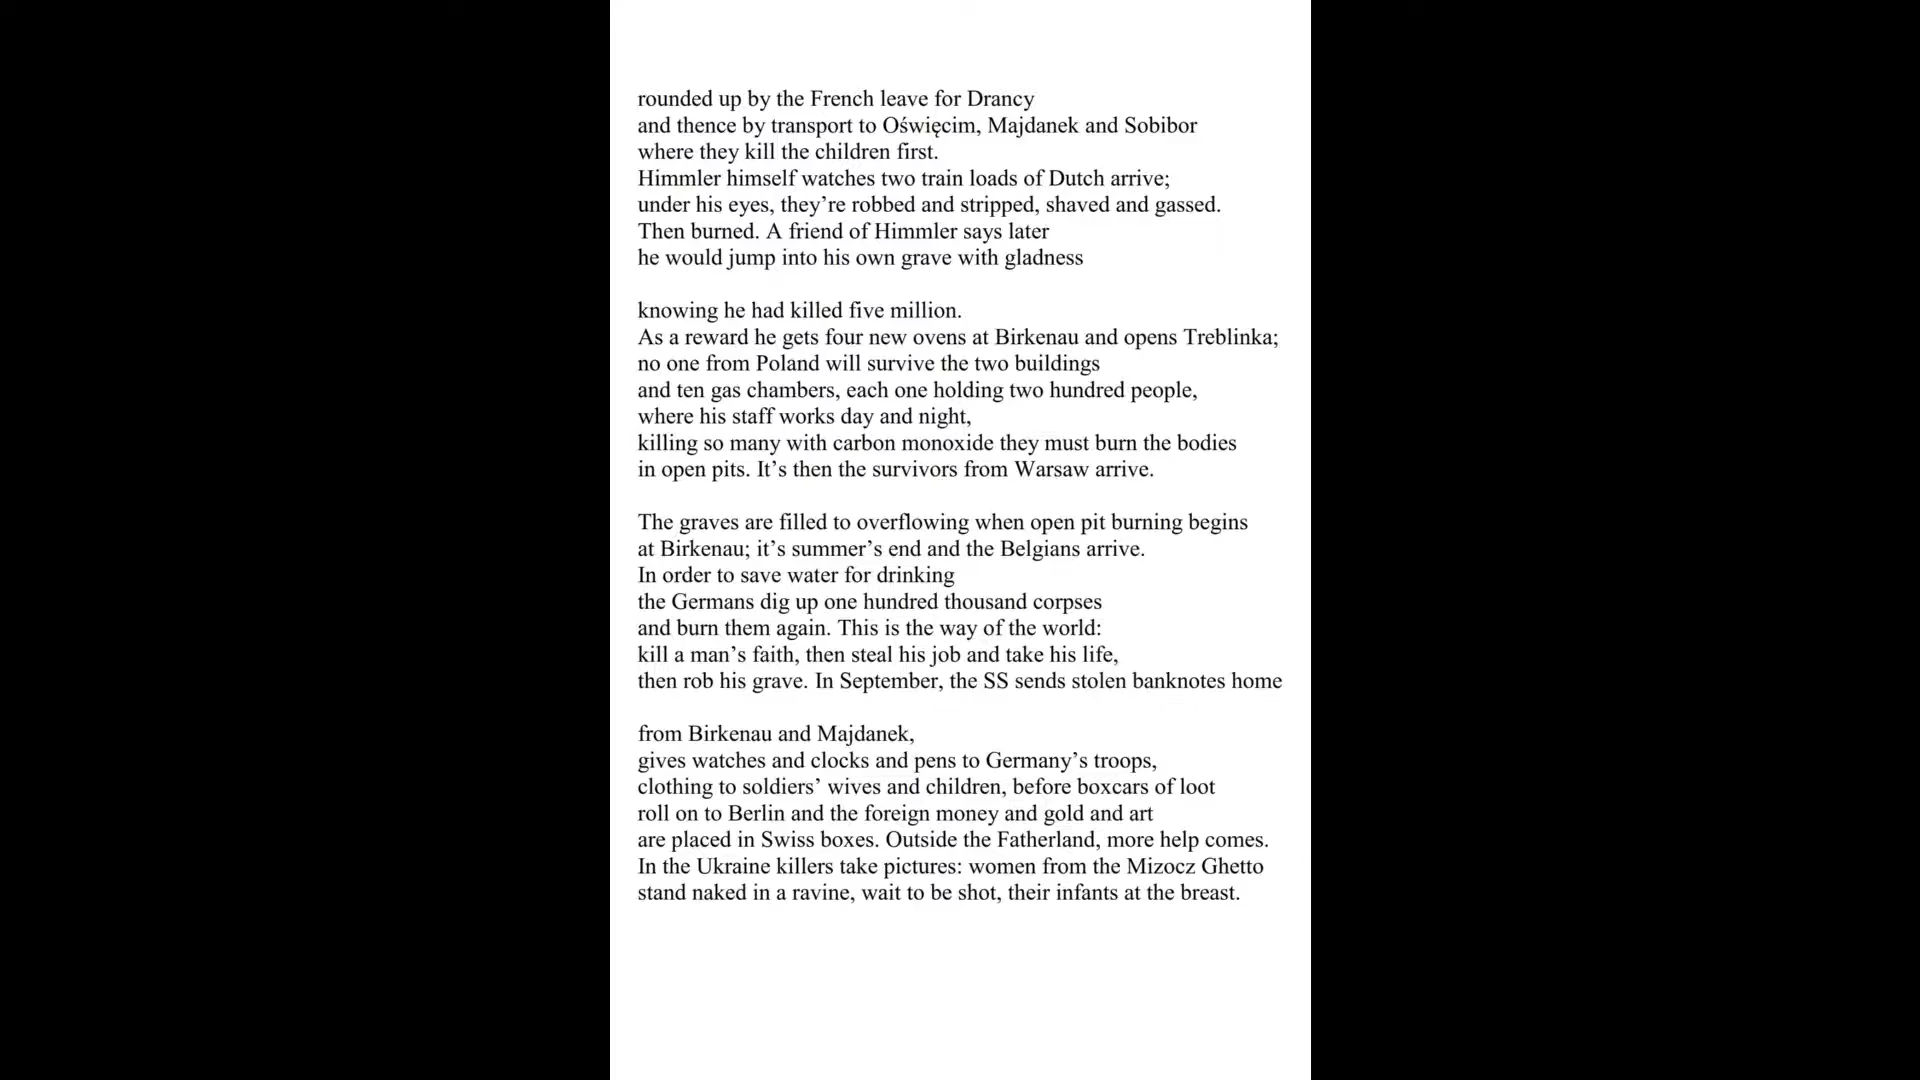 rounded up by the French leave for Drancy
and thence by transport to Oświęcim, Majdanek and Sobibor
where they kill the children first.
Himmler himself watches two train loads of Dutch arrive;
under his eyes, they’re robbed and stripped, shaved and gassed.
Then burned. A friend of Himmler says later
he would jump into his own grave with gladness
knowing he had killed five million.
As a reward he gets four new ovens at Birkenau and opens Treblinka;
no one from Poland will survive the two buildings
and ten gas chambers, each one holding two hundred people,
where his staff works day and night,
killing so many with carbon monoxide they must burn the bodies
in open pits. It’s then the survivors from Warsaw arrive.
The graves are filled to overflowing when open pit burning begins
at Birkenau; it’s summer’s end and the Belgians arrive.
In order to save water for drinking
the Germans dig up one hundred thousand corpses
and burn them again. This is the way of the world:
kill a man’s faith, then steal his job and take his life,
then rob his grave. In September, the SS sends stolen banknotes home
from Birkenau and Majdanek,
gives watches and clocks and pens to Germany’s troops,
clothing to soldiers’ wives and children, before boxcars of loot
roll on to Berlin and the foreign money and gold and art
are placed in Swiss boxes. Outside the Fatherland, more help comes.
In the Ukraine killers take pictures: women from the Mizocz Ghetto
stand naked in a ravine, wait to be shot, their infants at the breast.